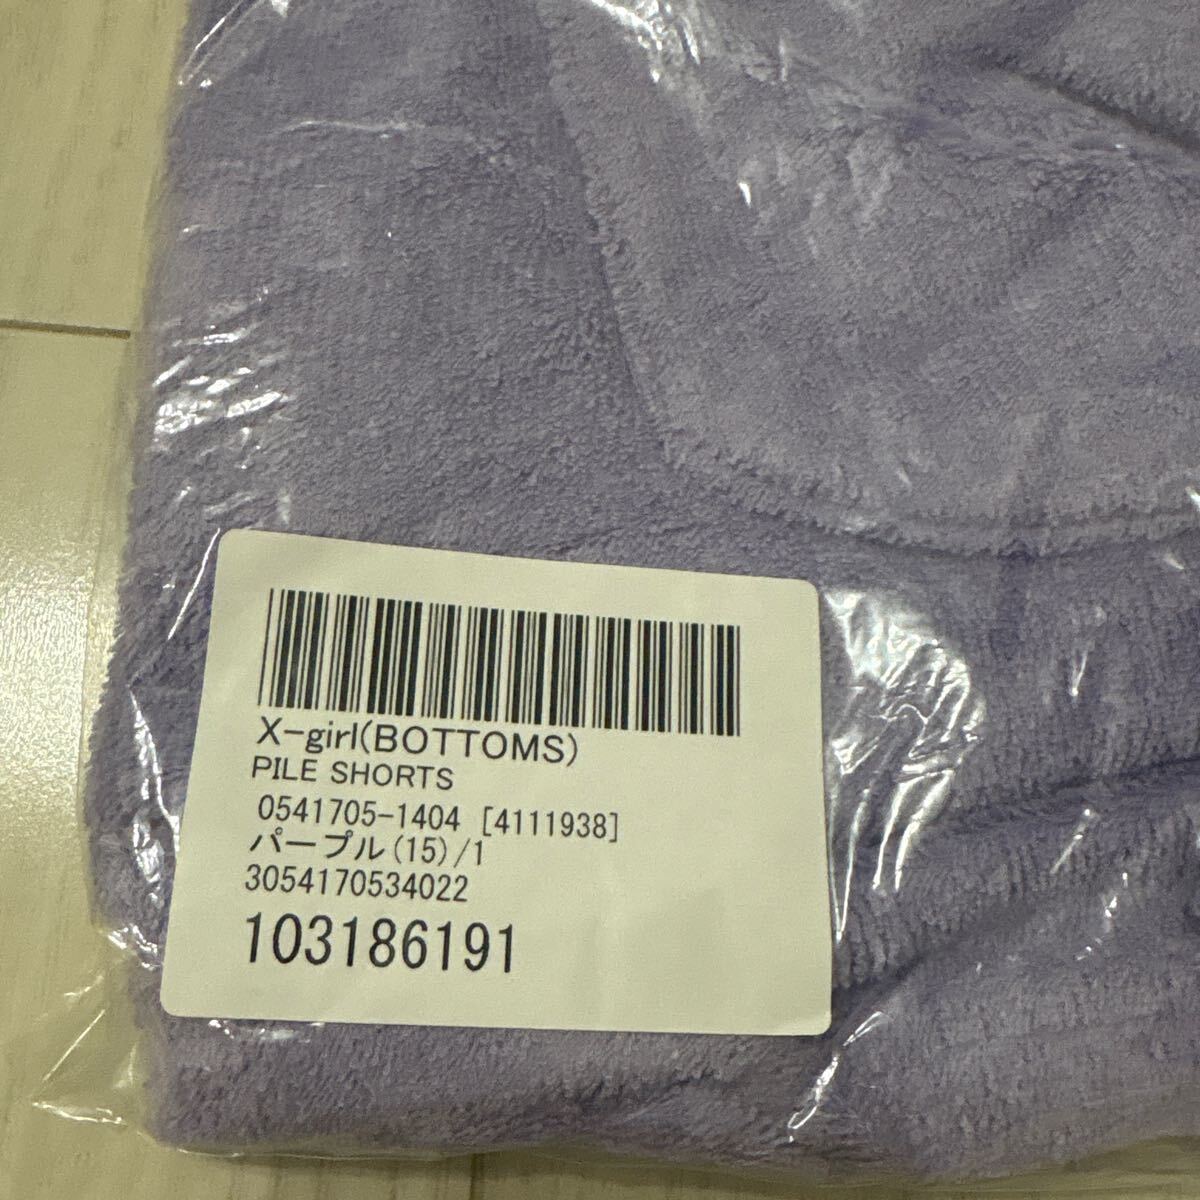 X-girl(BOTTOMS)
PILE SHORTS
0541705-1404 [4111938]
パープル(15)/1
3054170534022
103186191